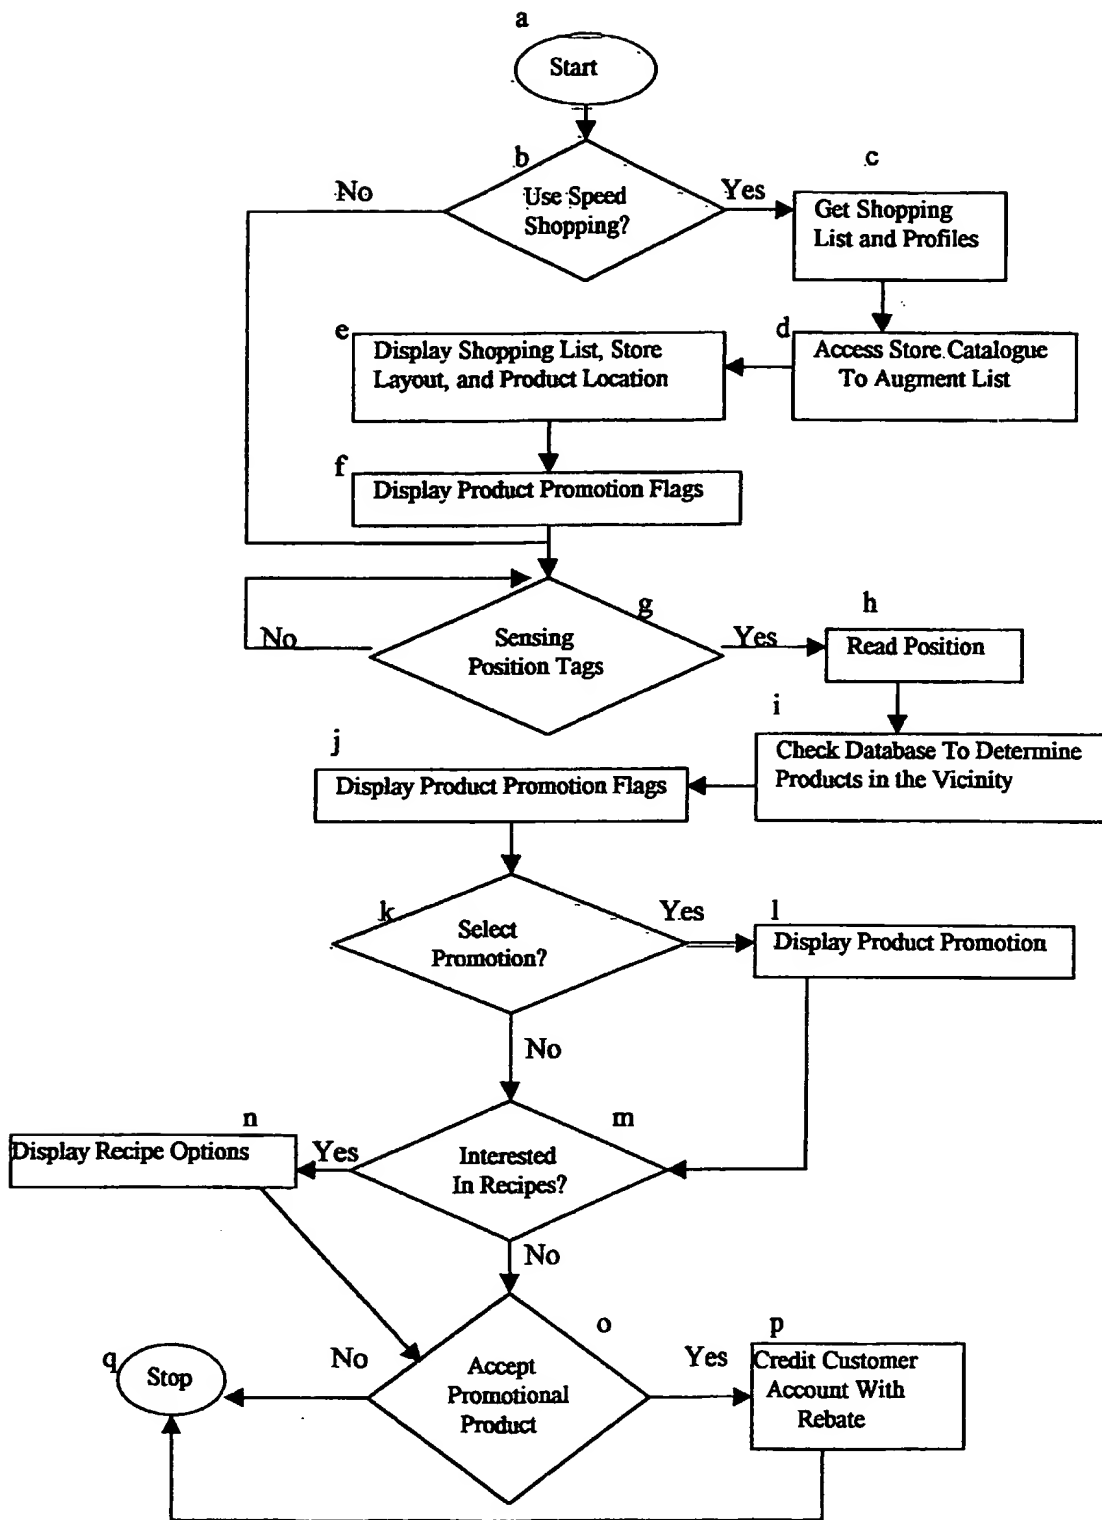 a
Start
b
Use Speed
Shopping?
No
Yes
c
Get Shopping
List and Profiles
d
Access Store Catalogue
To Augment List
e
Display Shopping List, Store
Layout, and Product Location
f
Display Product Promotion Flags
g
Sensing
Position Tags
No
Yes
h
Read Position
i
Check Database To Determine
Products in the Vicinity
j
Display Product Promotion Flags
k
Select
Promotion?
Yes
l
Display Product Promotion
No
m
Interested
In Recipes?
Yes
n
Display Recipe Options
No
o
Accept
Promotional
Product
No
Yes
p
Credit Customer
Account With
Rebate
q
Stop